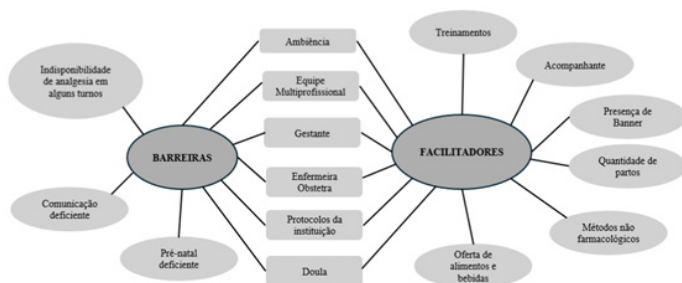 Indisponibilidade
de analgesia em
alguns turnos
Comunicação
deficiente
Pré-natal
deficiente
BARREIRAS
Ambiência
Equipe
Multiprofissional
Gestante
Enfermeira
Obstetra
Protocolos da
instituição
Doula
FACILITADORES
Treinamentos
Acompanhante
Presença de
Banner
Quantidade de
partos
Métodos não
farmacológicos
Oferta de
alimentos e
bebidas